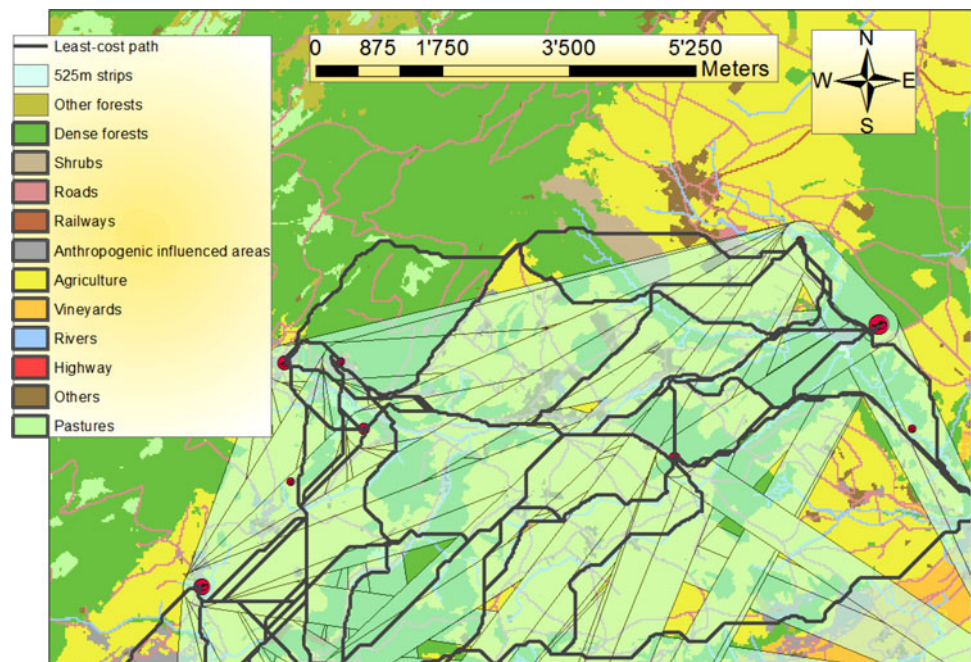 Least-cost path
525m strips
Other forests
Dense forests
Shrubs
Roads
Railways
Anthropogenic influenced areas
Agriculture
Vineyards
Rivers
Highway
Others
Pastures
0 875 1'750 3'500 5'250
Meters
N
W E
S